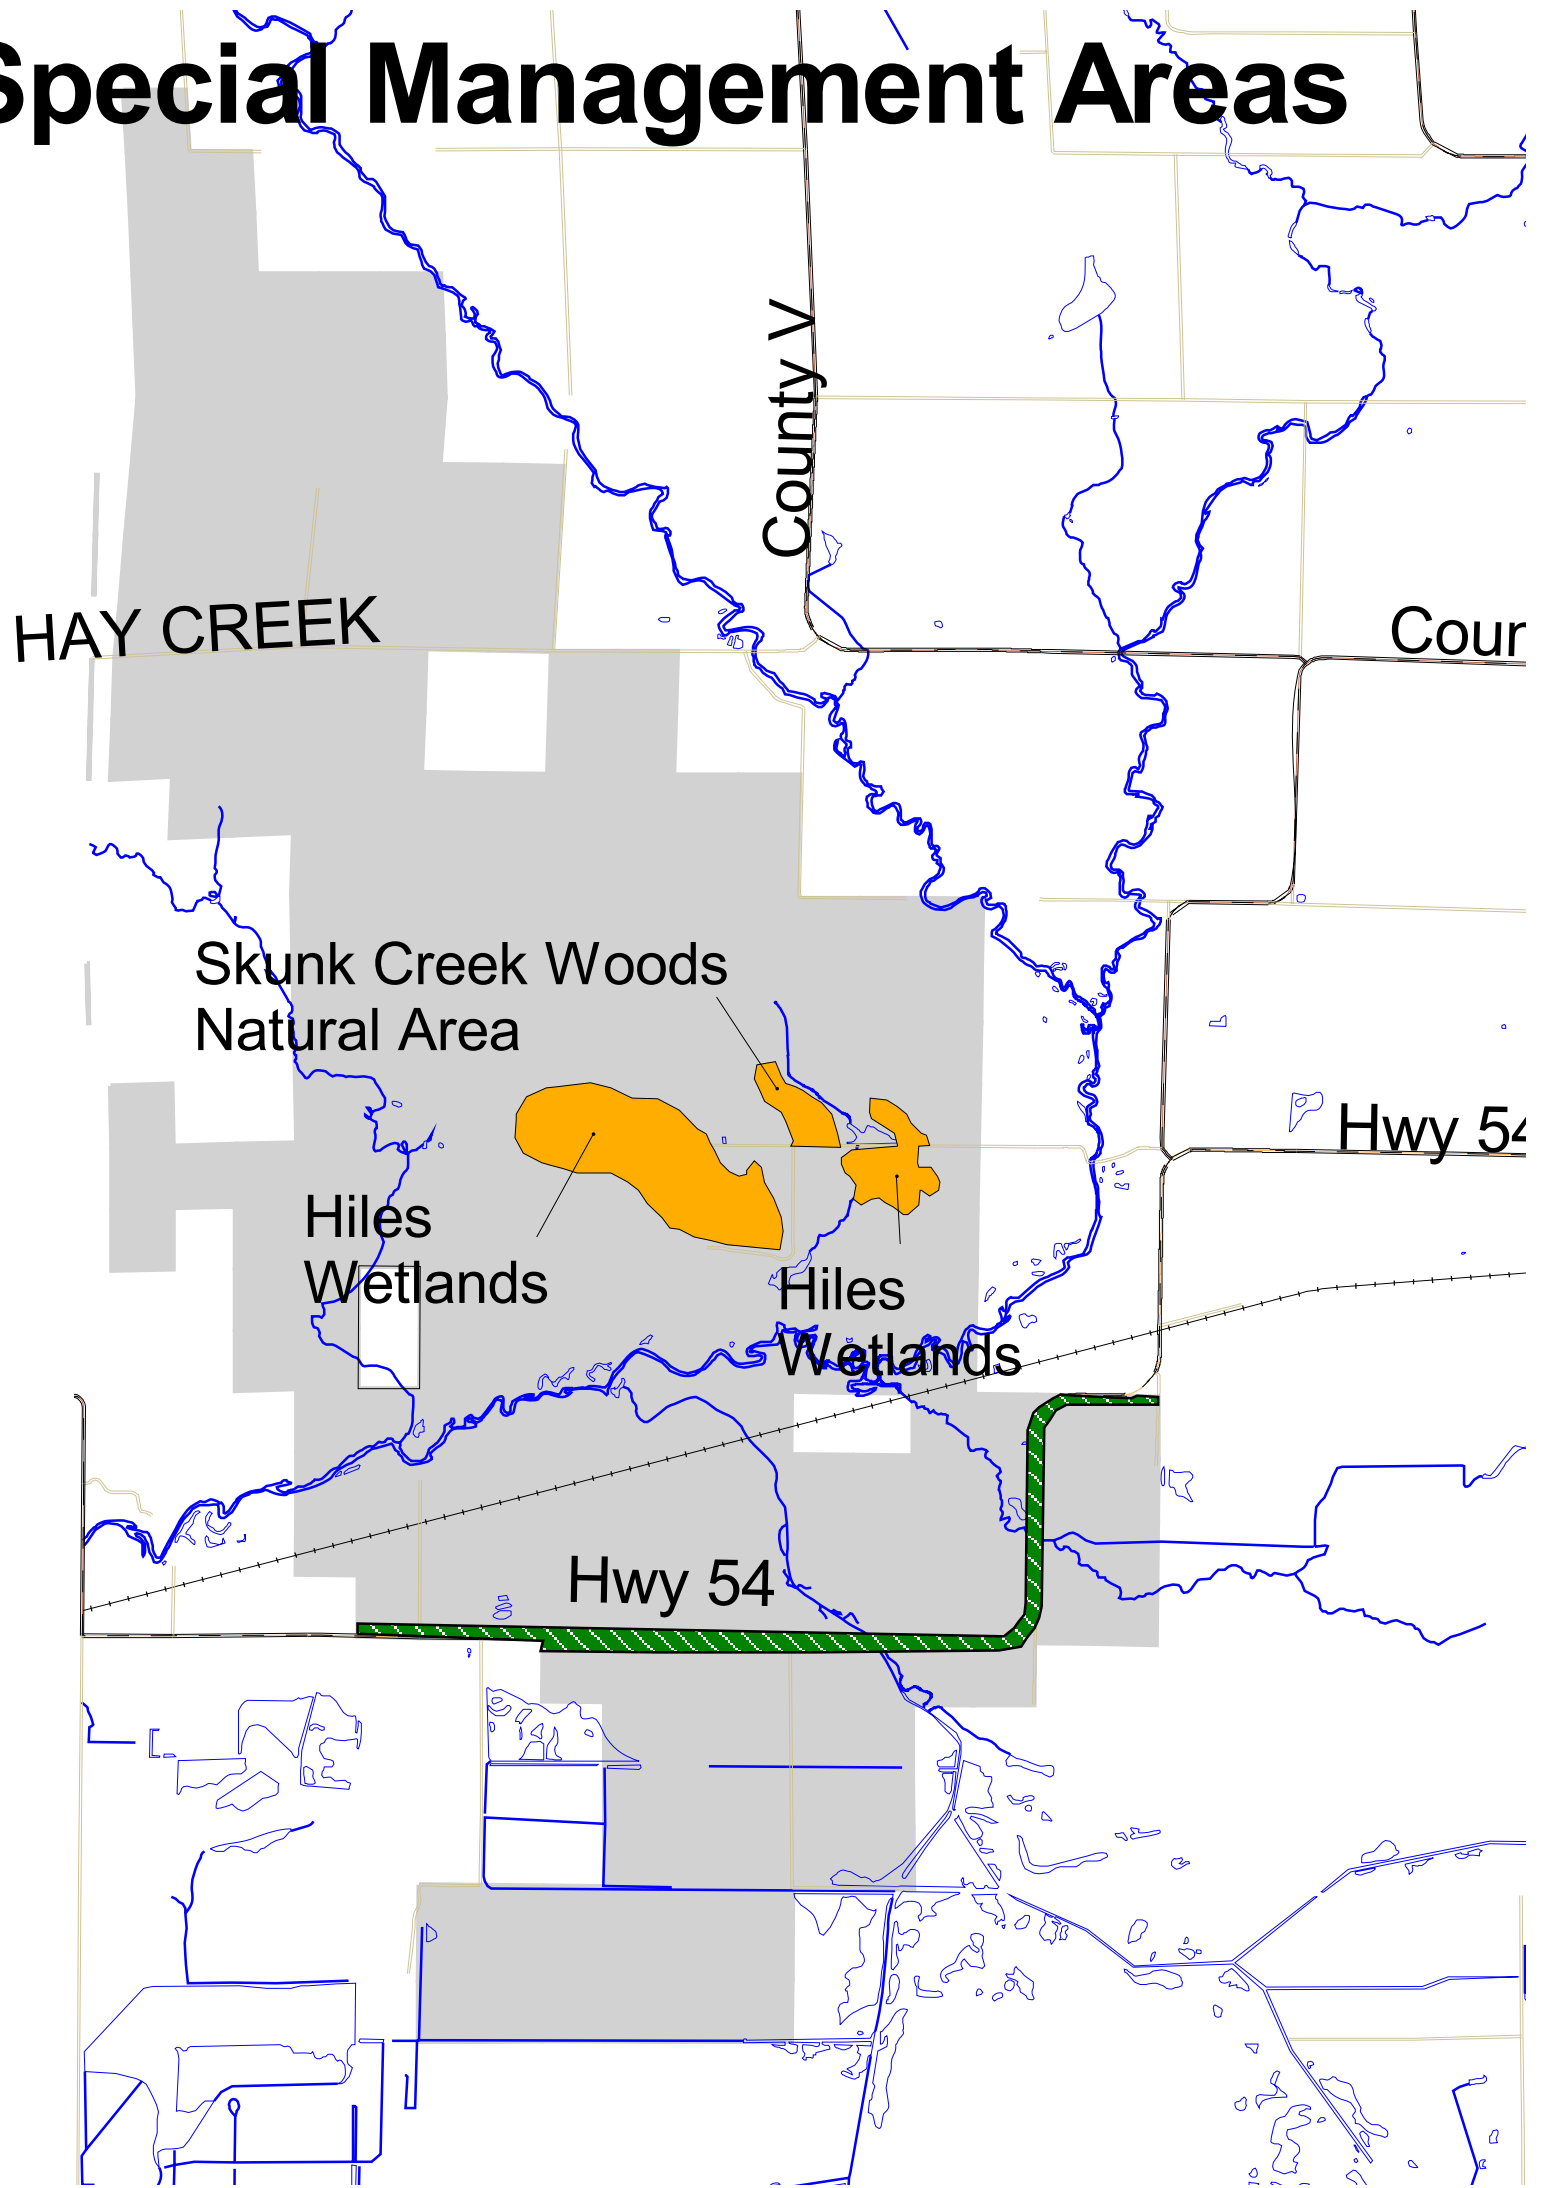 Special Management Areas
County V
HAY CREEK
Coun
Skunk Creek Woods
Natural Area
Hwy 54
Hiles
Wetlands
Hiles
Wetlands
Hwy 54